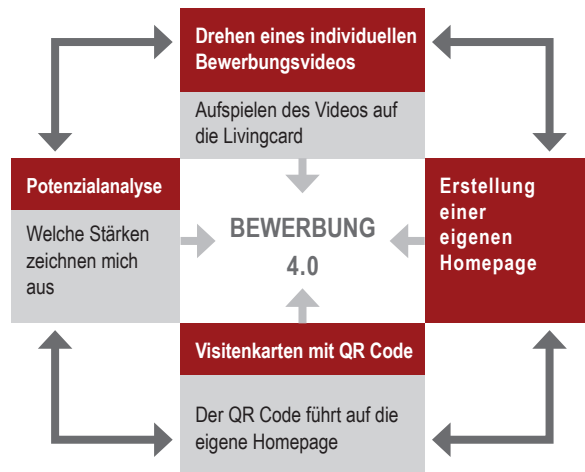 Drehen eines individuellen
Bewerbungsvideos
Aufspielen des Videos auf
die Livingcard
Potenzialanalyse
Welche Stärken
zeichnen mich
aus
BEWERBUNG
4.0
Erstellung
einer
eigenen
Homepage
Visitenkarten mit QR Code
Der QR Code führt auf die
eigene Homepage